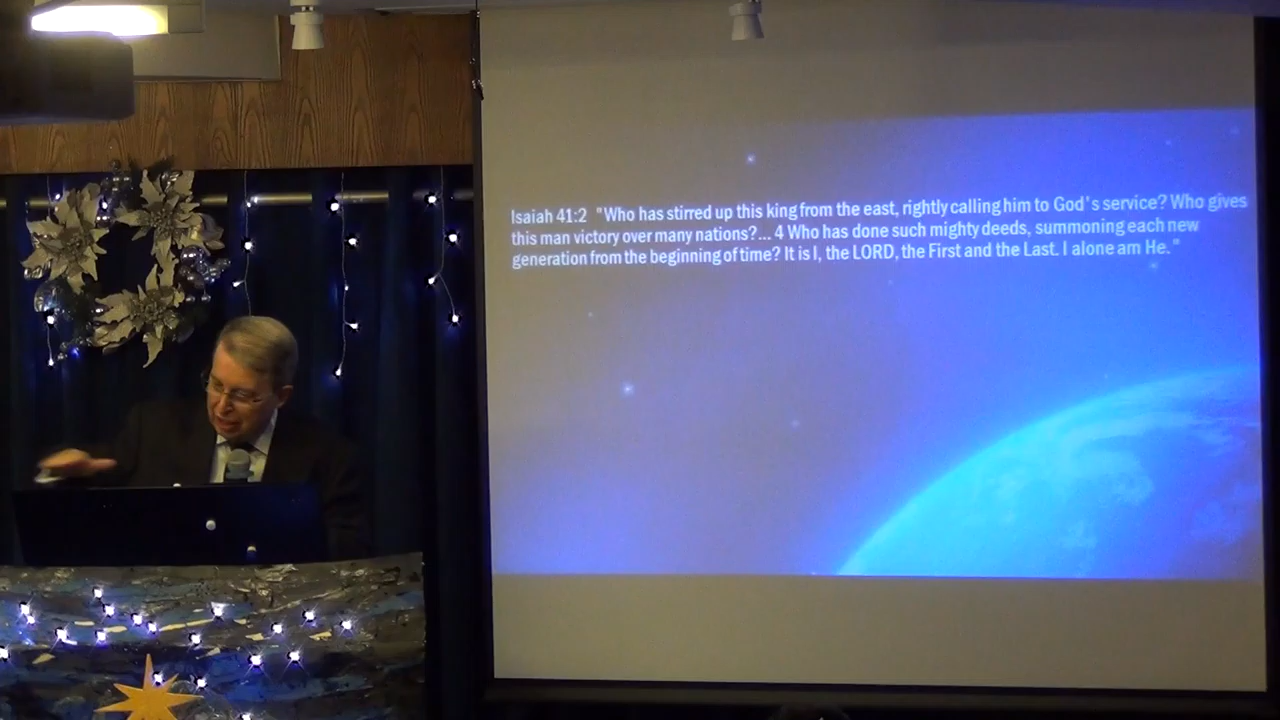 Isaiah 41:2 "Who has stirred up this king from the east, rightly calling him to God's service? Who gives
this man victory over many nations?... 4 Who has done such mighty deeds, summoning each new
generation from the beginning of time? It is I, the LORD, the First and the Last. I alone am He."